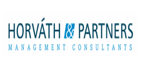 HORVÁTH & PARTNERS
MANAGEMENT CONSULTANTS